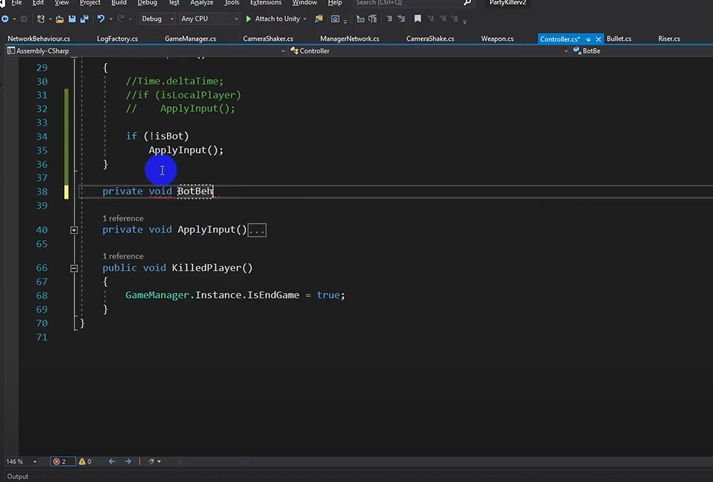 File Edit View Project Build Debug Test Analyze Tools Extensions Window Help Search (Ctrl+Q) PartyKillerv2
Debug Any CPU Attach to Unity
NetworkBehaviour.cs LogFactory.cs GameManager.cs CameraShaker.cs ManagerNetwork.cs CameraShake.cs Weapon.cs Controller.cs* Bullet.cs Riser.cs
Assembly-CSharp Controller BotBe
29 {
30 //Time.deltaTime;
31 //if (isLocalPlayer)
32 // ApplyInput();
33
34 if (!isBot)
35 ApplyInput();
36 }
37
38 private void BotBeh
39
1 reference
40 private void ApplyInput()...
65
1 reference
66 public void KilledPlayer()
67 {
68 GameManager.Instance.IsEndGame = true;
69 }
70 }
71
146 % 2 0
Output